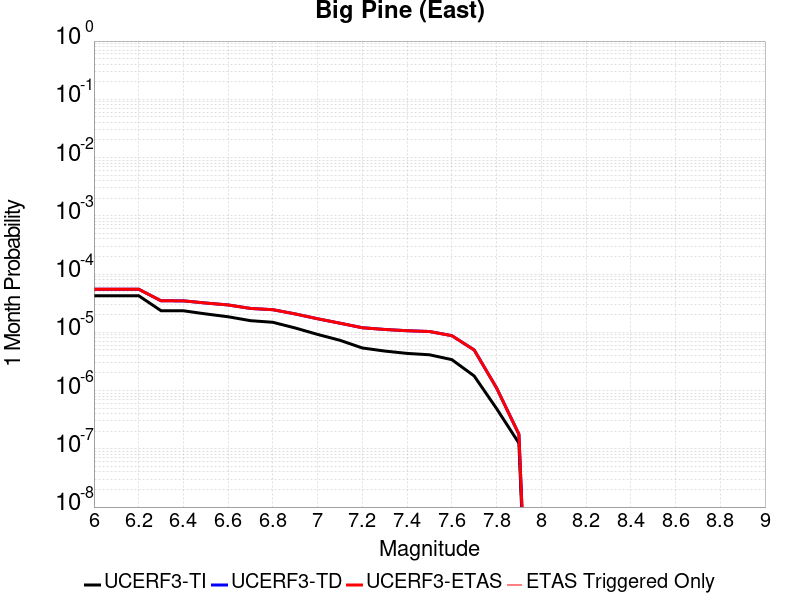 Big Pine (East)
10^0
10^-1
10^-2
10^-3
10^-4
10^-5
10^-6
10^-7
10^-8
1 Month Probability
6 6.2 6.4 6.6 6.8 7 7.2 7.4 7.6 7.8 8 8.2 8.4 8.6 8.8 9
Magnitude
UCERF3-TI UCERF3-TD UCERF3-ETAS ETAS Triggered Only